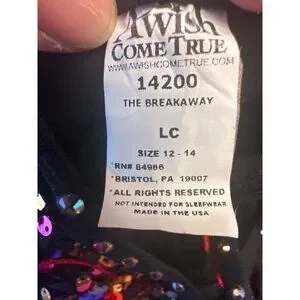 A Wish
COME TRUE
WWW.AWISHCOMETRUE.COM
14200
THE BREAKAWAY
LC
SIZE 12 - 14
*RN# 84986
*BRISTOL, PA 19007
*ALL RIGHTS RESERVED
NOT INTENDED FOR SLEEPWEAR
MADE IN THE USA